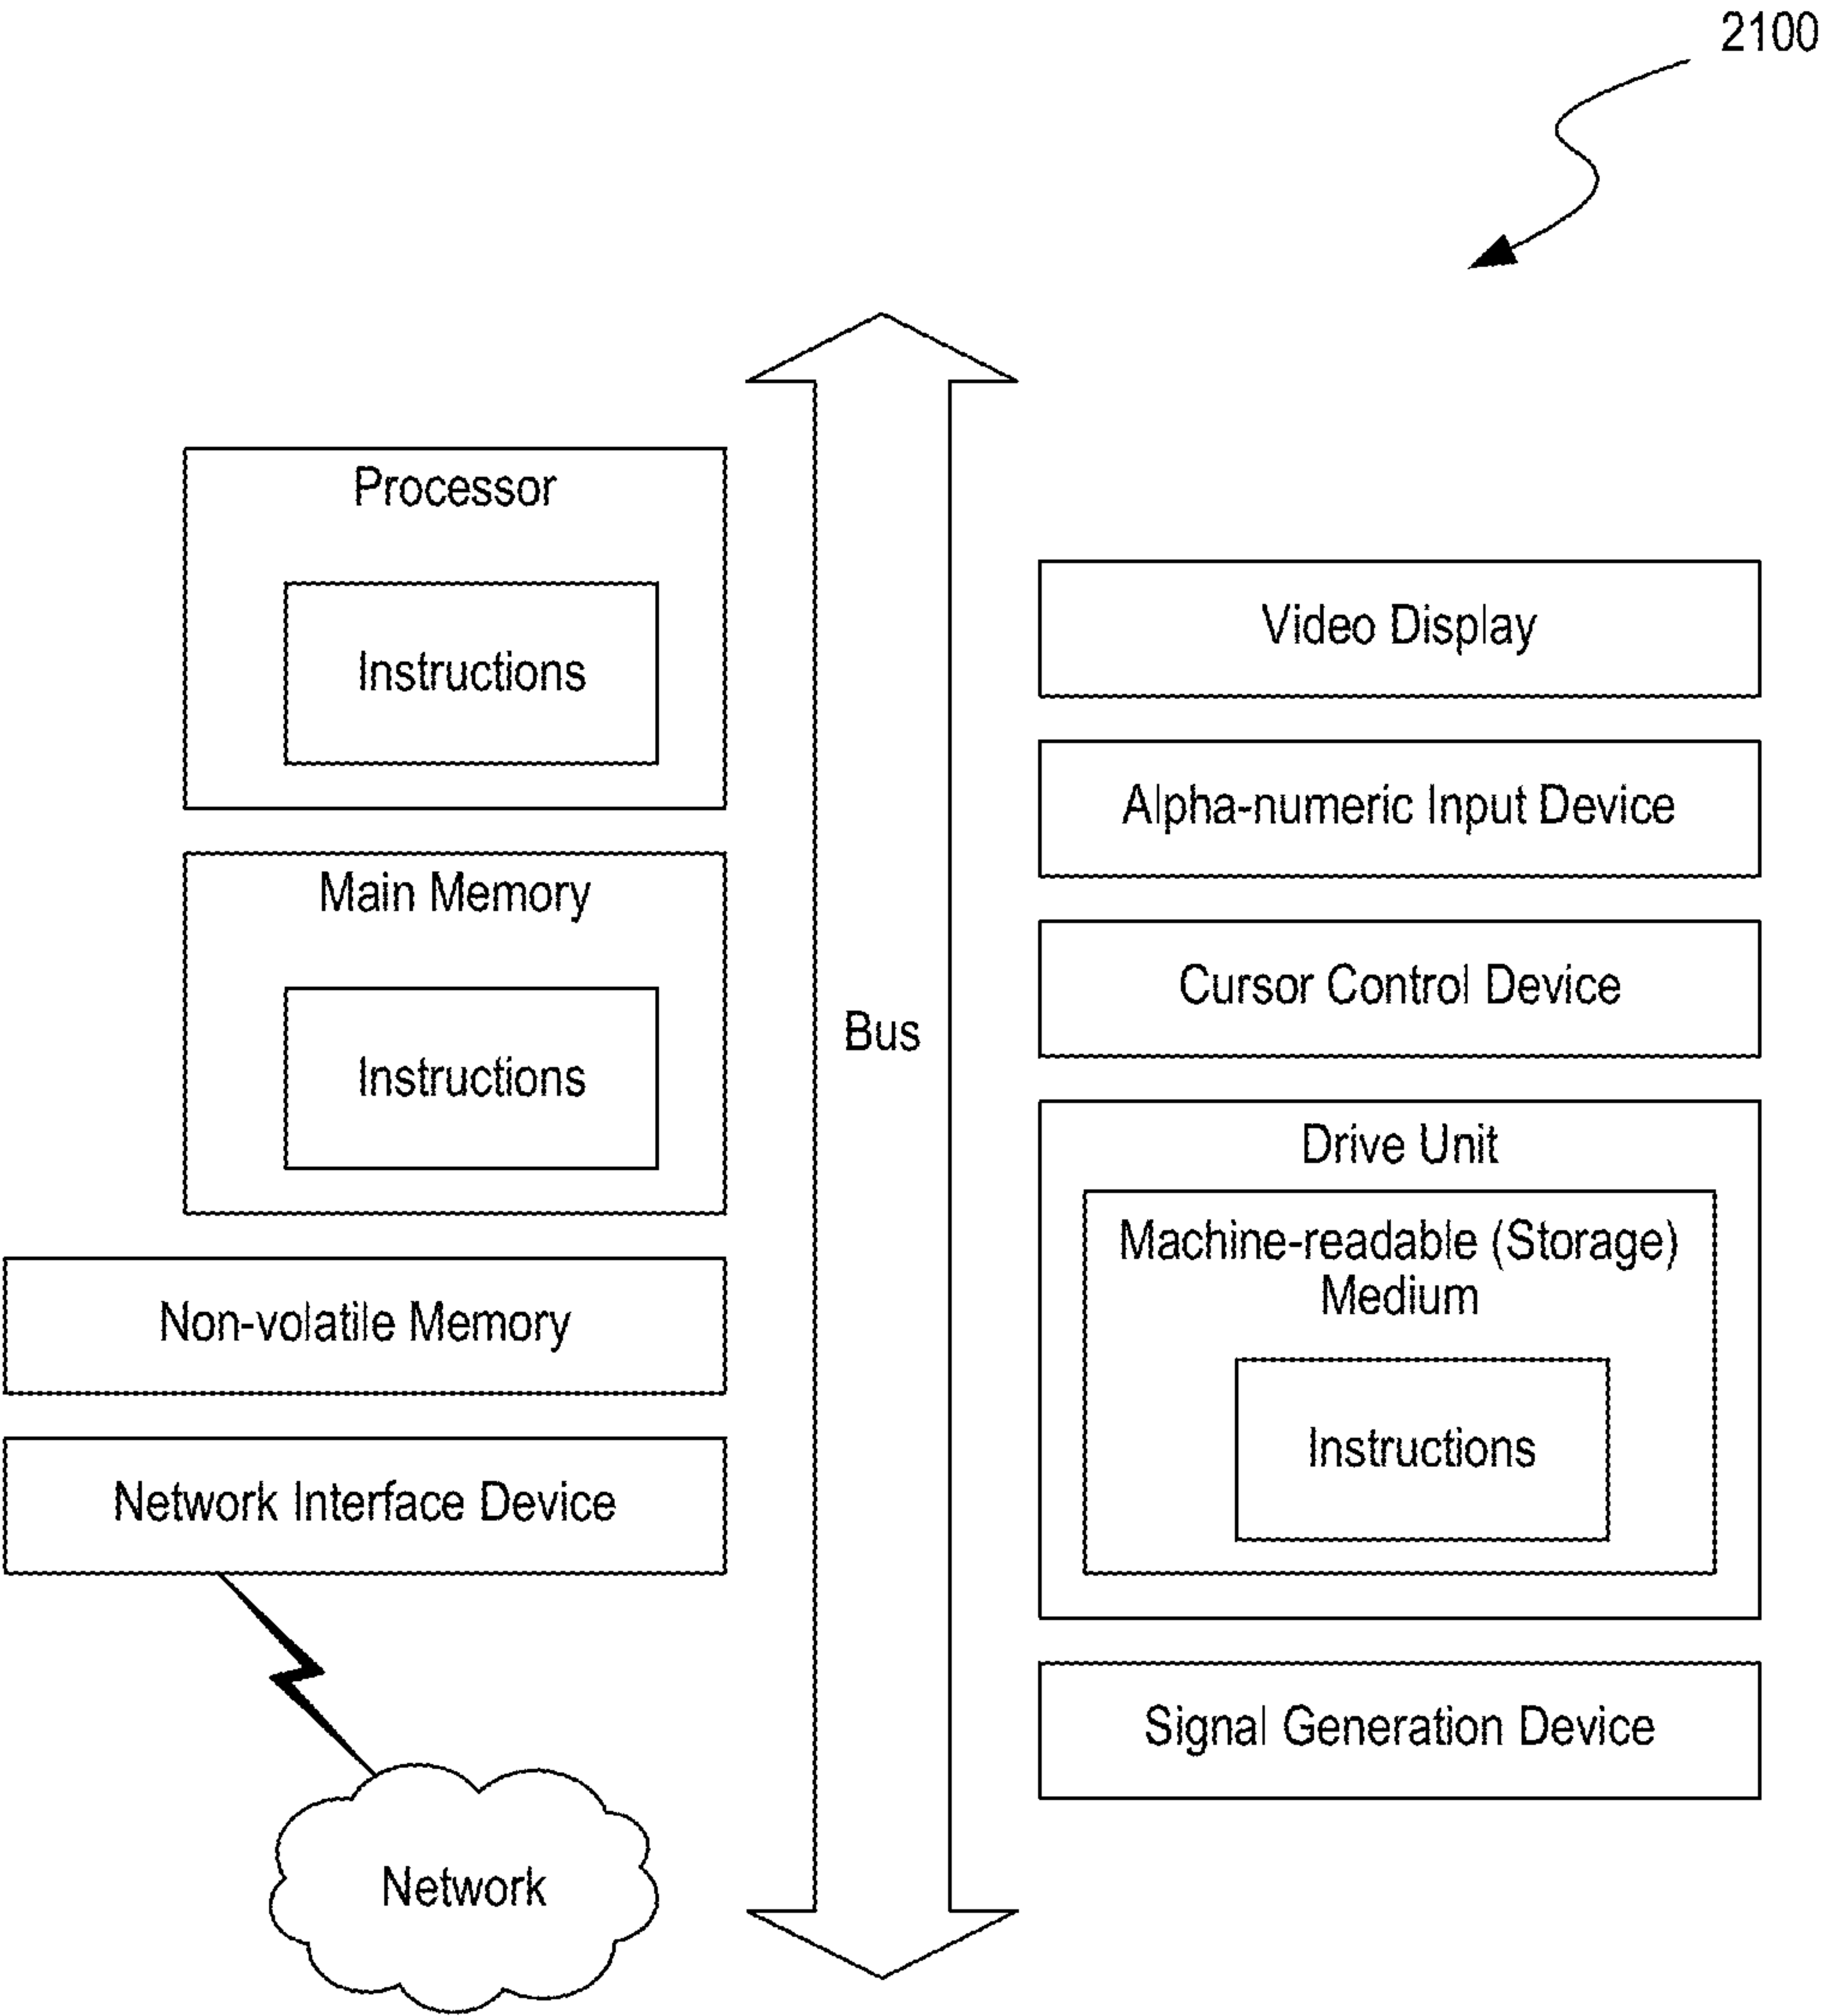 2100
Processor
Instructions
Main Memory
Instructions
Non-volatile Memory
Network Interface Device
Network
Bus
Video Display
Alpha-numeric Input Device
Cursor Control Device
Drive Unit
Machine-readable (Storage)
Medium
Instructions
Signal Generation Device